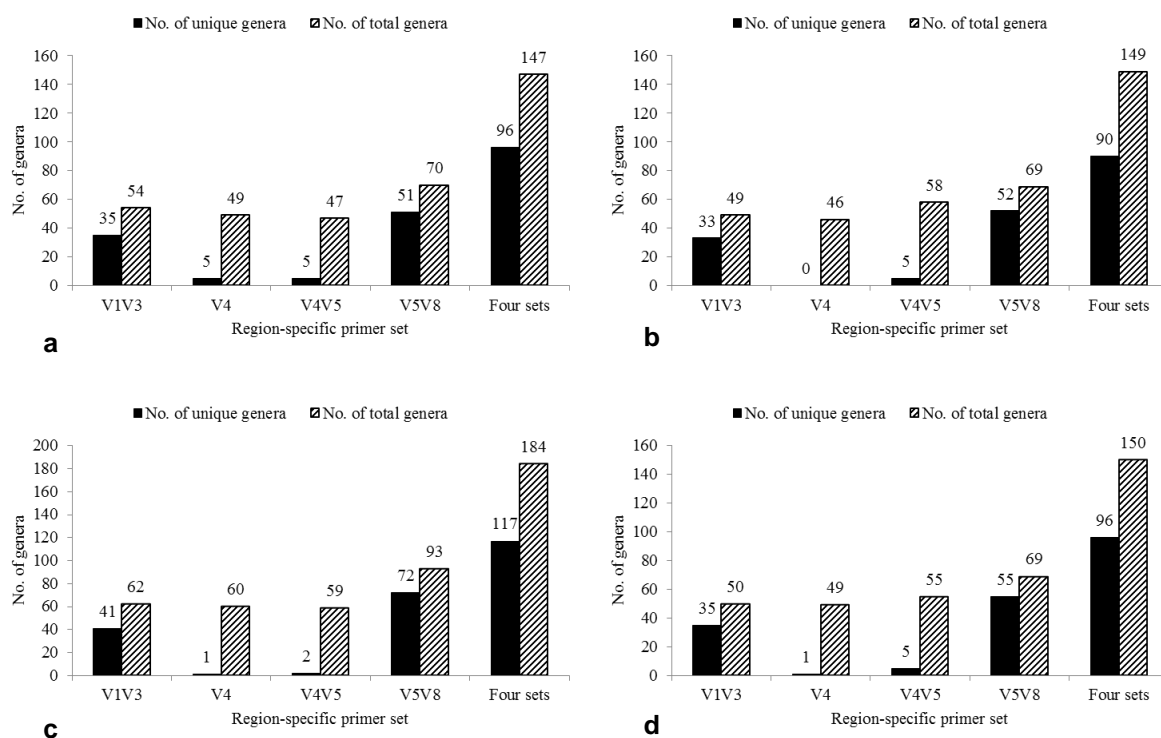 ■No. of unique genera ▨No. of total genera
No. of genera
160
140
120
100
80
60
40
20
0
35 54
5 49
5 47
51 70
96 147
V1V3 V4 V4V5 V5V8 Four sets
Region-specific primer set
a
■No. of unique genera ▨No. of total genera
No. of genera
160
140
120
100
80
60
40
20
0
33 49
0 46
5 58
52 69
90 149
V1V3 V4 V4V5 V5V8 Four sets
Region-specific primer set
b
■No. of unique genera ▨No. of total genera
No. of genera
200
180
160
140
120
100
80
60
40
20
0
41 62
1 60
2 59
72 93
117 184
V1V3 V4 V4V5 V5V8 Four sets
Region-specific primer set
c
■No. of unique genera ▨No. of total genera
No. of genera
160
140
120
100
80
60
40
20
0
35 50
1 49
5 55
55 69
96 150
V1V3 V4 V4V5 V5V8 Four sets
Region-specific primer set
d